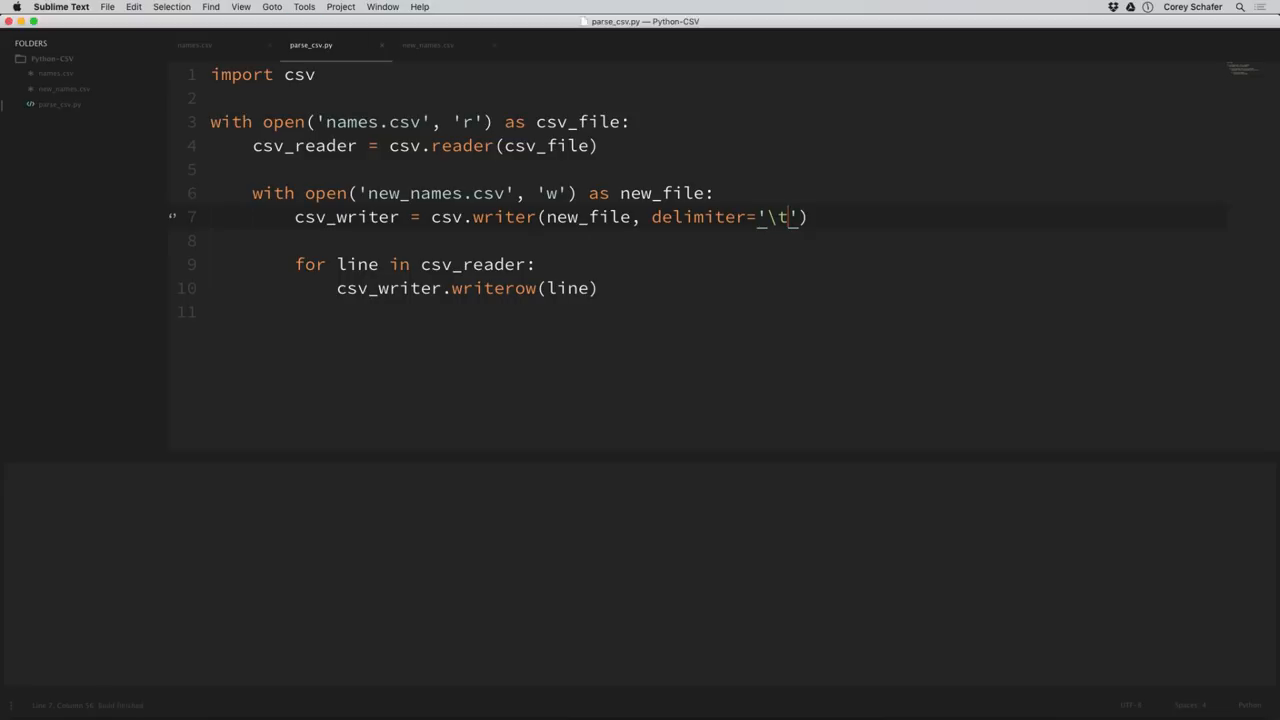 Sublime Text File Edit Selection Find View Goto Tools Project Window Help Corey Schafer
parse_csv.py — Python-CSV
FOLDERS
Python-CSV
names.csv
new_names.csv
parse_csv.py
names.csv × parse_csv.py × new_names.csv ×
1 import csv
2
3 with open('names.csv', 'r') as csv_file:
4 csv_reader = csv.reader(csv_file)
5
6 with open('new_names.csv', 'w') as new_file:
7 csv_writer = csv.writer(new_file, delimiter='\t')
8
9 for line in csv_reader:
10 csv_writer.writerow(line)
11
Line 7, Column 56; Build finished UTF-8 Spaces: 4 Python